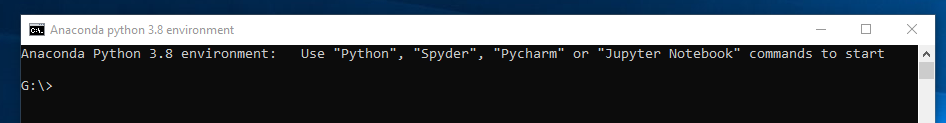 Anaconda python 3.8 environment
Anaconda Python 3.8 environment:   Use "Python", "Spyder", "Pycharm" or "Jupyter Notebook" commands to start
G:\>